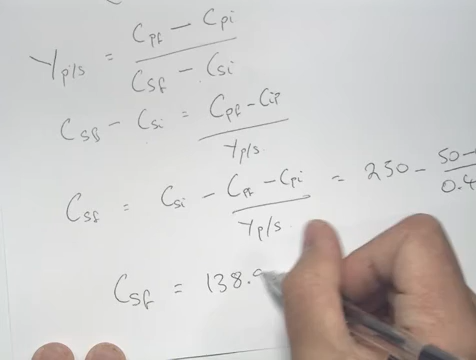 Yp/s = Cpf - Cpi / Csf - Csi
Csf - Csi = Cpf - Cip / Yp/s
Csf = Csi - Cpf - Cpi / Yp/s = 250 - 50 - / 0.4
Csf = 138.